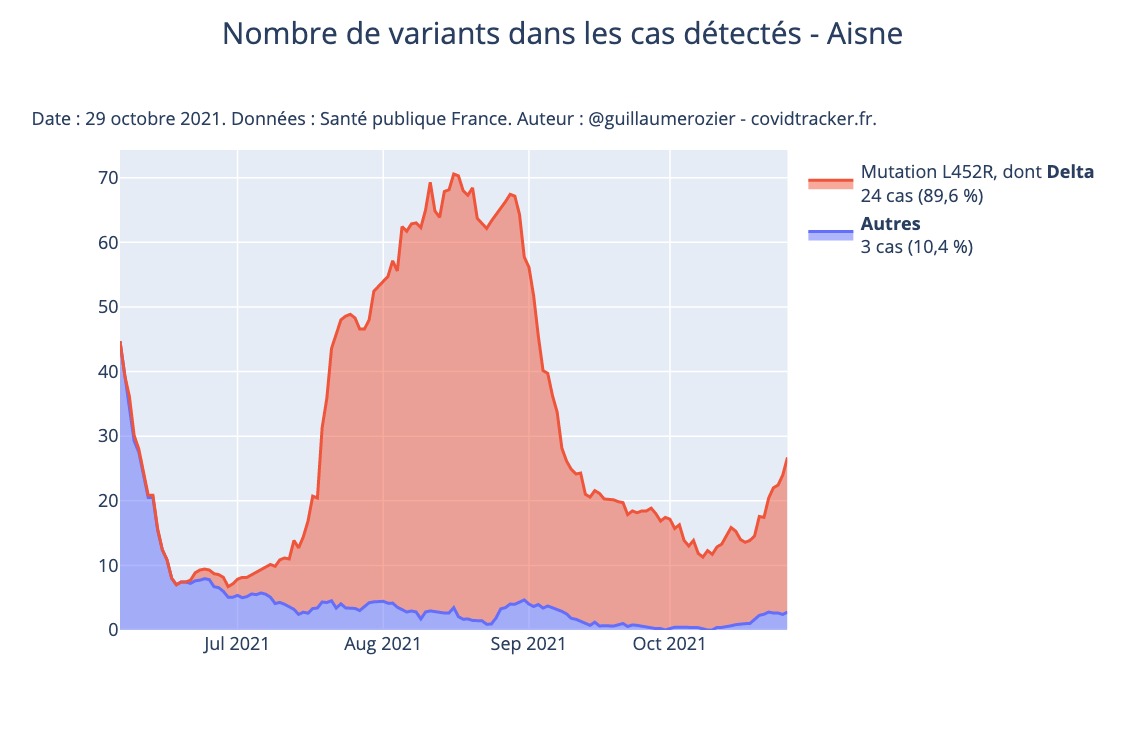 Nombre de variants dans les cas détectés - Aisne
Date : 29 octobre 2021. Données : Santé publique France. Auteur : @guillaumerozier - covidtracker.fr.
Mutation L452R, dont Delta
24 cas (89,6 %)
Autres
3 cas (10,4 %)
70
60
50
40
30
20
10
0
Jul 2021
Aug 2021
Sep 2021
Oct 2021